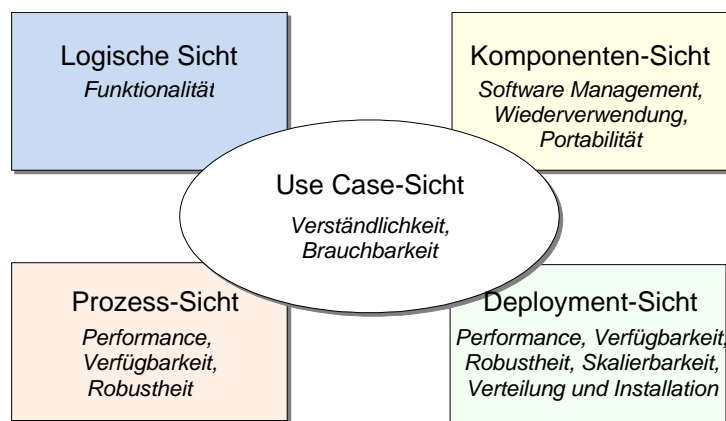 Logische Sicht
Funktionalität
Komponenten-Sicht
Software Management,
Wiederverwendung,
Portabilität
Use Case-Sicht
Verständlichkeit,
Brauchbarkeit
Prozess-Sicht
Performance,
Verfügbarkeit,
Robustheit
Deployment-Sicht
Performance, Verfügbarkeit,
Robustheit, Skalierbarkeit,
Verteilung und Installation